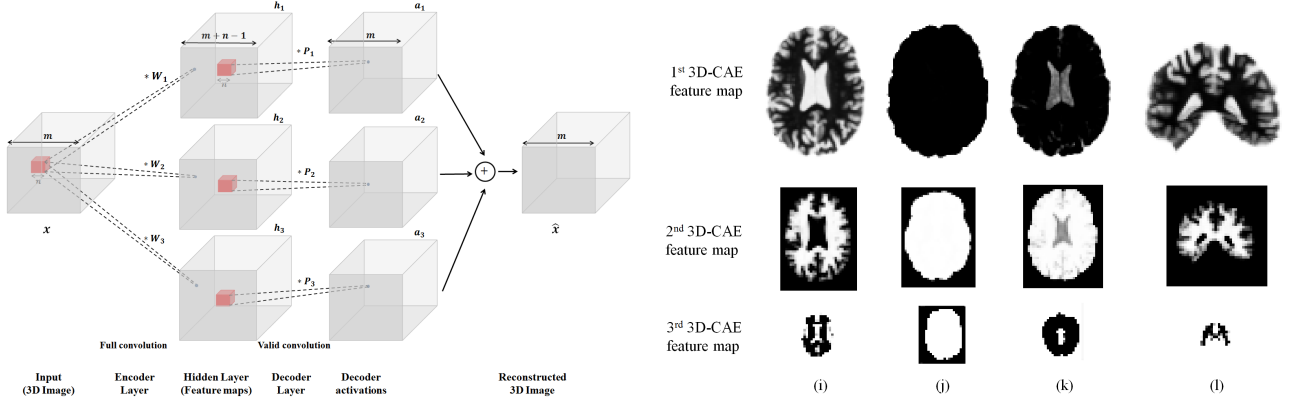 h₁
a₁
m + n − 1
m
* W₁
* P₁
n
h₂
a₂
m
m
* W₂
* P₂
n
x
x̂
h₃
a₃
* W₃
* P₃
Full convolution
Valid convolution
Input
(3D Image)
Encoder
Layer
Hidden Layer
(Feature maps)
Decoder
Layer
Decoder
activations
Reconstructed
3D Image
1st 3D-CAE
feature map
2nd 3D-CAE
feature map
3rd 3D-CAE
feature map
(i)
(j)
(k)
(l)